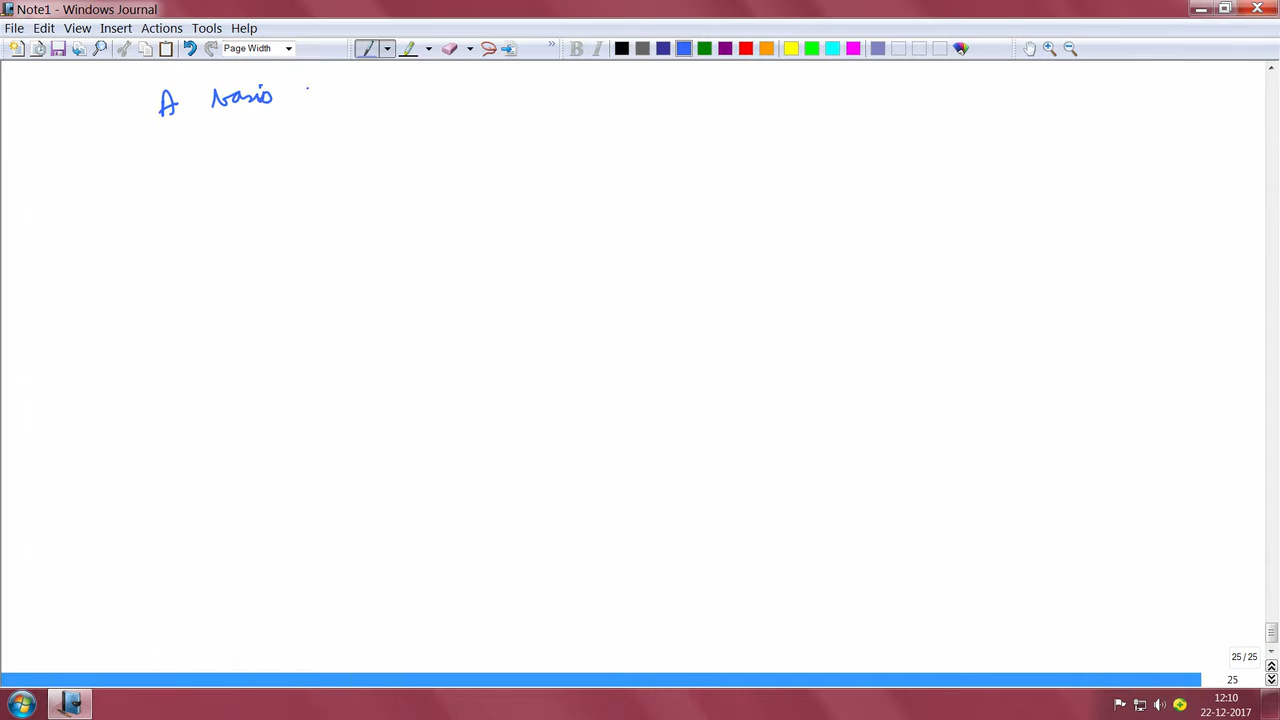 Note1 - Windows Journal
File Edit View Insert Actions Tools Help
Page Width
A basis
25 / 25
25
12:10
22-12-2017